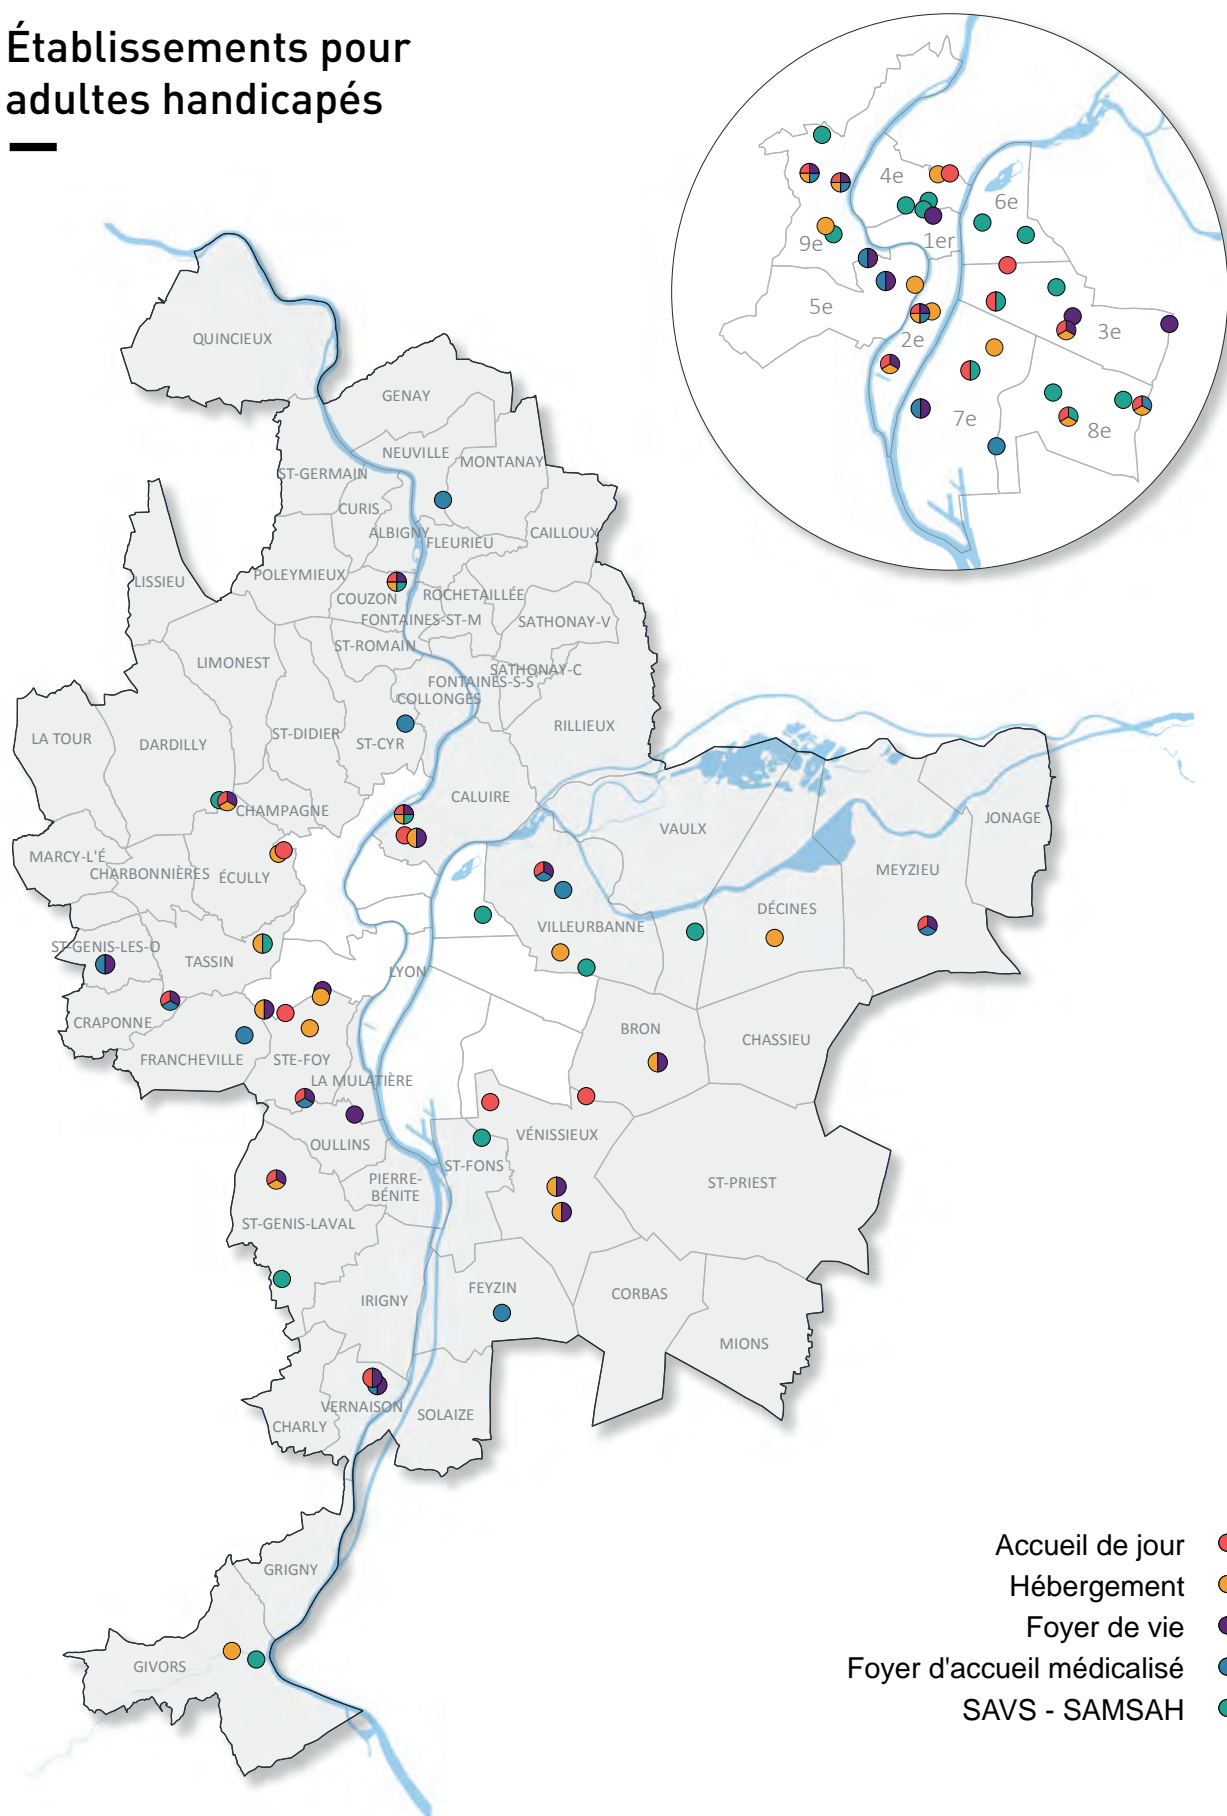 Établissements pour
adultes handicapés
4e
6e
1er
9e
5e
3e
2e
7e
8e
QUINCIEUX
GENAY
NEUVILLE
MONTANAY
ST-GERMAIN
CURIS
ALBIGNY
FLEURIEU
CAILLOUX
LISSIEU
POLEYMIEUX
COUZON
ROCHETAILLÉE
FONTAINES-ST-M
SATHONAY-V
ST-ROMAIN
LIMONEST
SATHONAY-C
FONTAINES-S-S
COLLONGES
RILLIEUX
LA TOUR
DARDILLY
ST-DIDIER
ST-CYR
CHAMPAGNE
CALUIRE
VAULX
JONAGE
MARCY-L'É
CHARBONNIÈRES
ÉCULLY
MEYZIEU
DÉCINES
VILLEURBANNE
ST-GENIS-LES-O
TASSIN
LYON
CRAPONNE
BRON
CHASSIEU
FRANCHEVILLE
STE-FOY
LA MULATIÈRE
VÉNISSIEUX
OULLINS
ST-FONS
PIERRE-
BÉNITE
ST-PRIEST
ST-GENIS-LAVAL
FEYZIN
CORBAS
IRIGNY
MIONS
VERNAISON
SOLAIZE
CHARLY
GRIGNY
GIVORS
Accueil de jour
Hébergement
Foyer de vie
Foyer d'accueil médicalisé
SAVS - SAMSAH